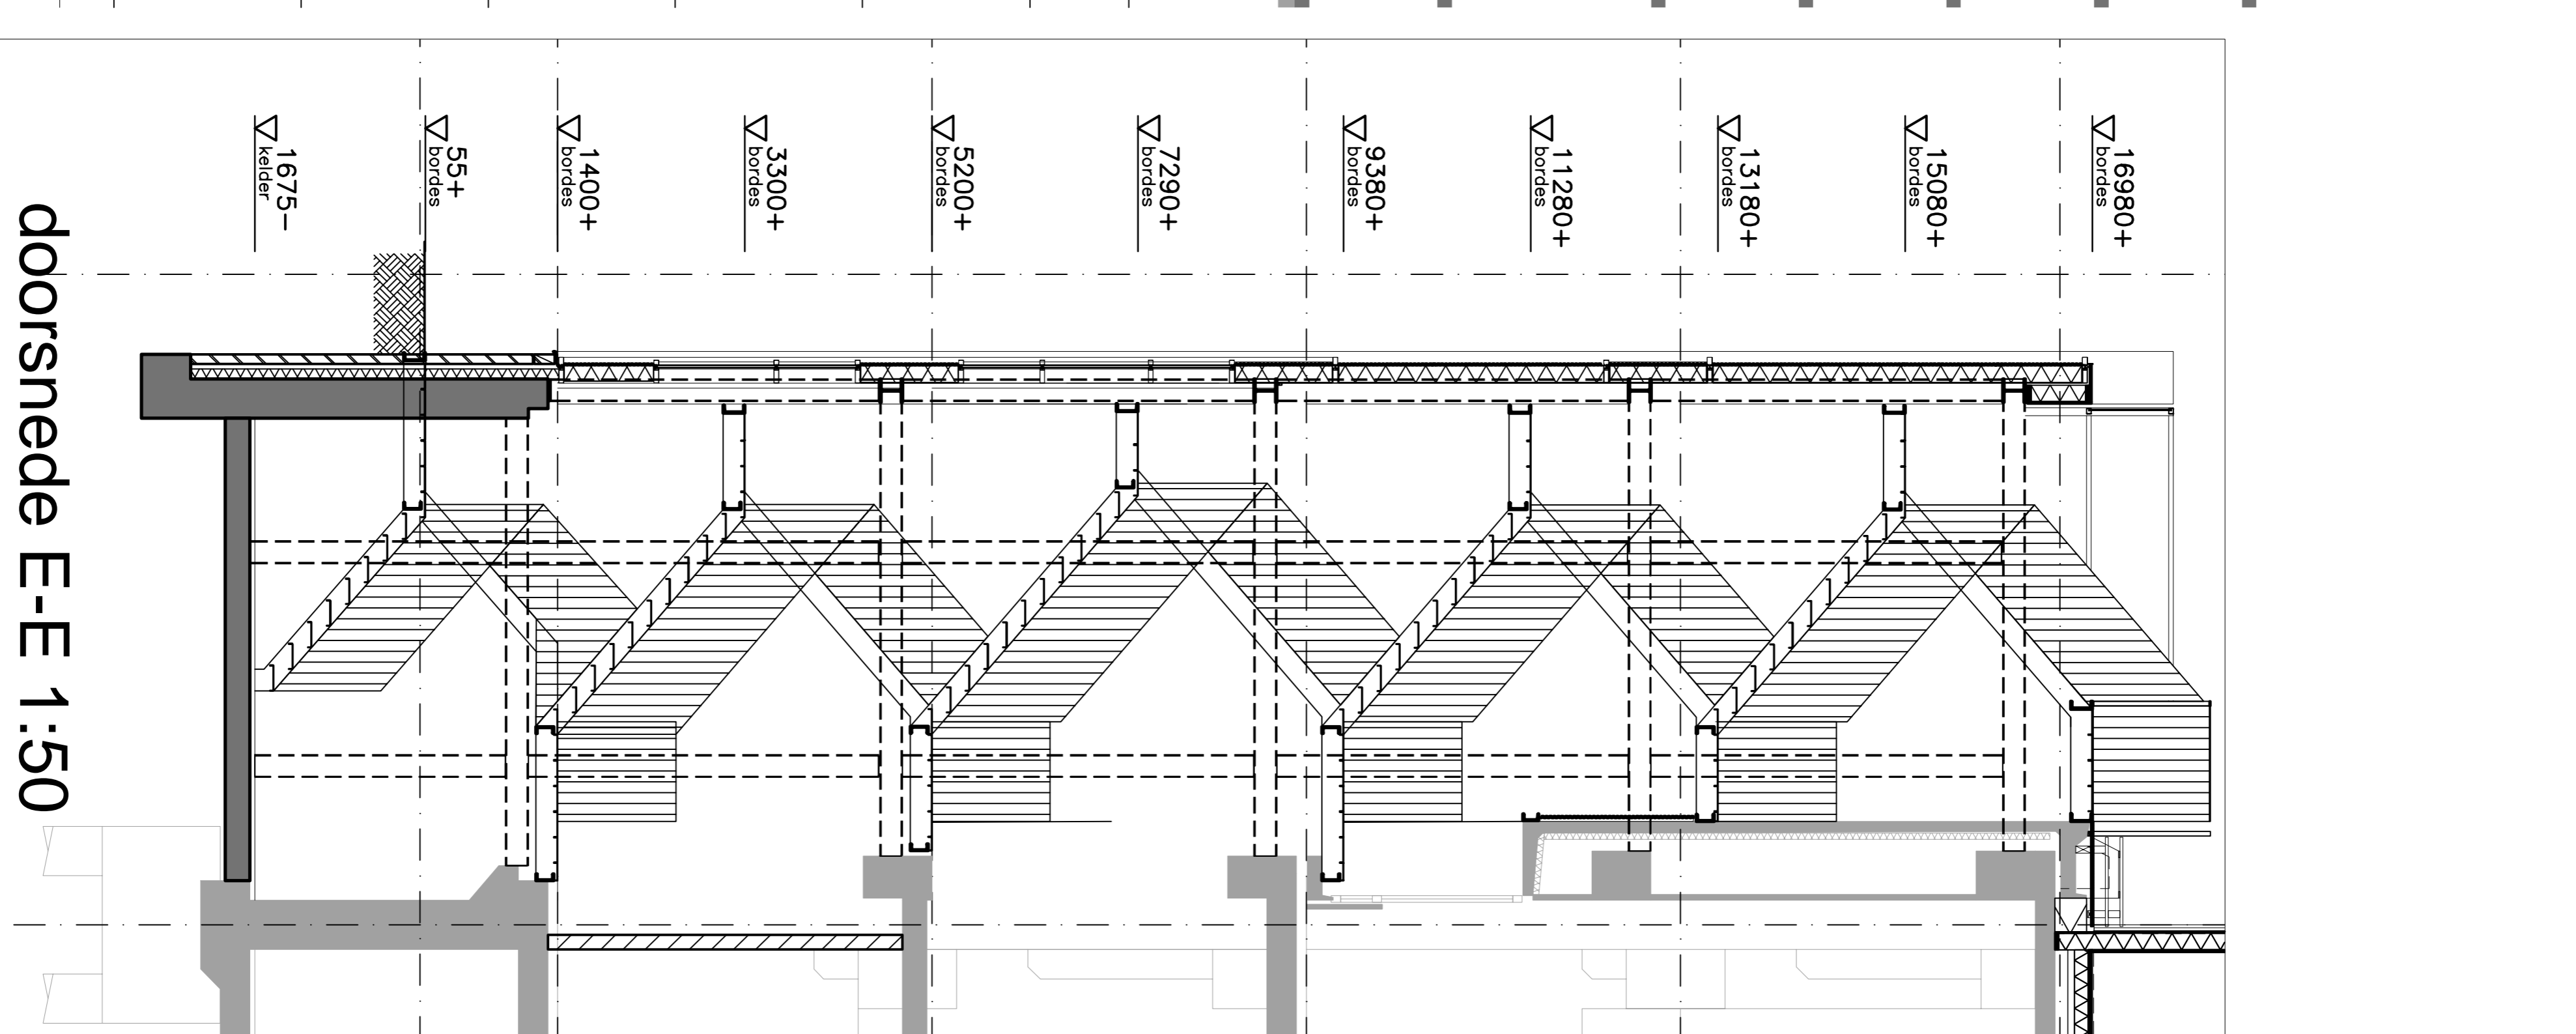 1675-
kelder
55+
bordes
1400+
bordes
3300+
bordes
5200+
bordes
7290+
bordes
9380+
bordes
11280+
bordes
13180+
bordes
15080+
bordes
16980+
bordes
doorsnede E-E 1:50